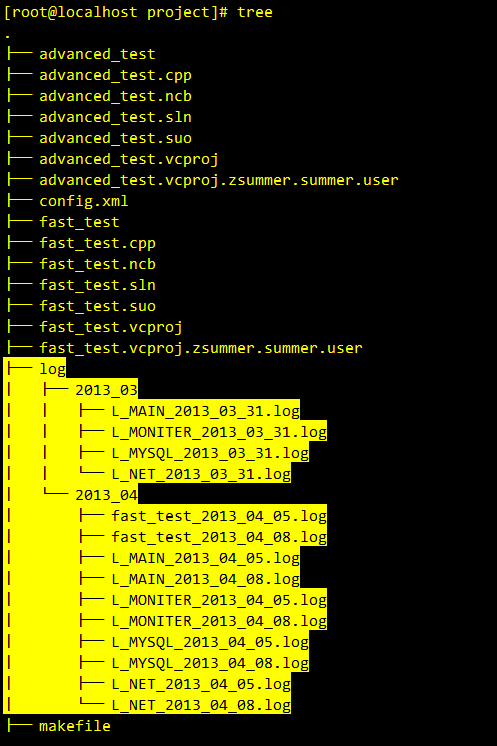 [root@localhost project]# tree
.
├── advanced_test
├── advanced_test.cpp
├── advanced_test.ncb
├── advanced_test.sln
├── advanced_test.suo
├── advanced_test.vcproj
├── advanced_test.vcproj.zsummer.summer.user
├── config.xml
├── fast_test
├── fast_test.cpp
├── fast_test.ncb
├── fast_test.sln
├── fast_test.suo
├── fast_test.vcproj
├── fast_test.vcproj.zsummer.summer.user
├── log
│   ├── 2013_03
│   │   ├── L_MAIN_2013_03_31.log
│   │   ├── L_MONITER_2013_03_31.log
│   │   ├── L_MYSQL_2013_03_31.log
│   │   └── L_NET_2013_03_31.log
│   └── 2013_04
│       ├── fast_test_2013_04_05.log
│       ├── fast_test_2013_04_08.log
│       ├── L_MAIN_2013_04_05.log
│       ├── L_MAIN_2013_04_08.log
│       ├── L_MONITER_2013_04_05.log
│       ├── L_MONITER_2013_04_08.log
│       ├── L_MYSQL_2013_04_05.log
│       ├── L_MYSQL_2013_04_08.log
│       ├── L_NET_2013_04_05.log
│       └── L_NET_2013_04_08.log
├── makefile